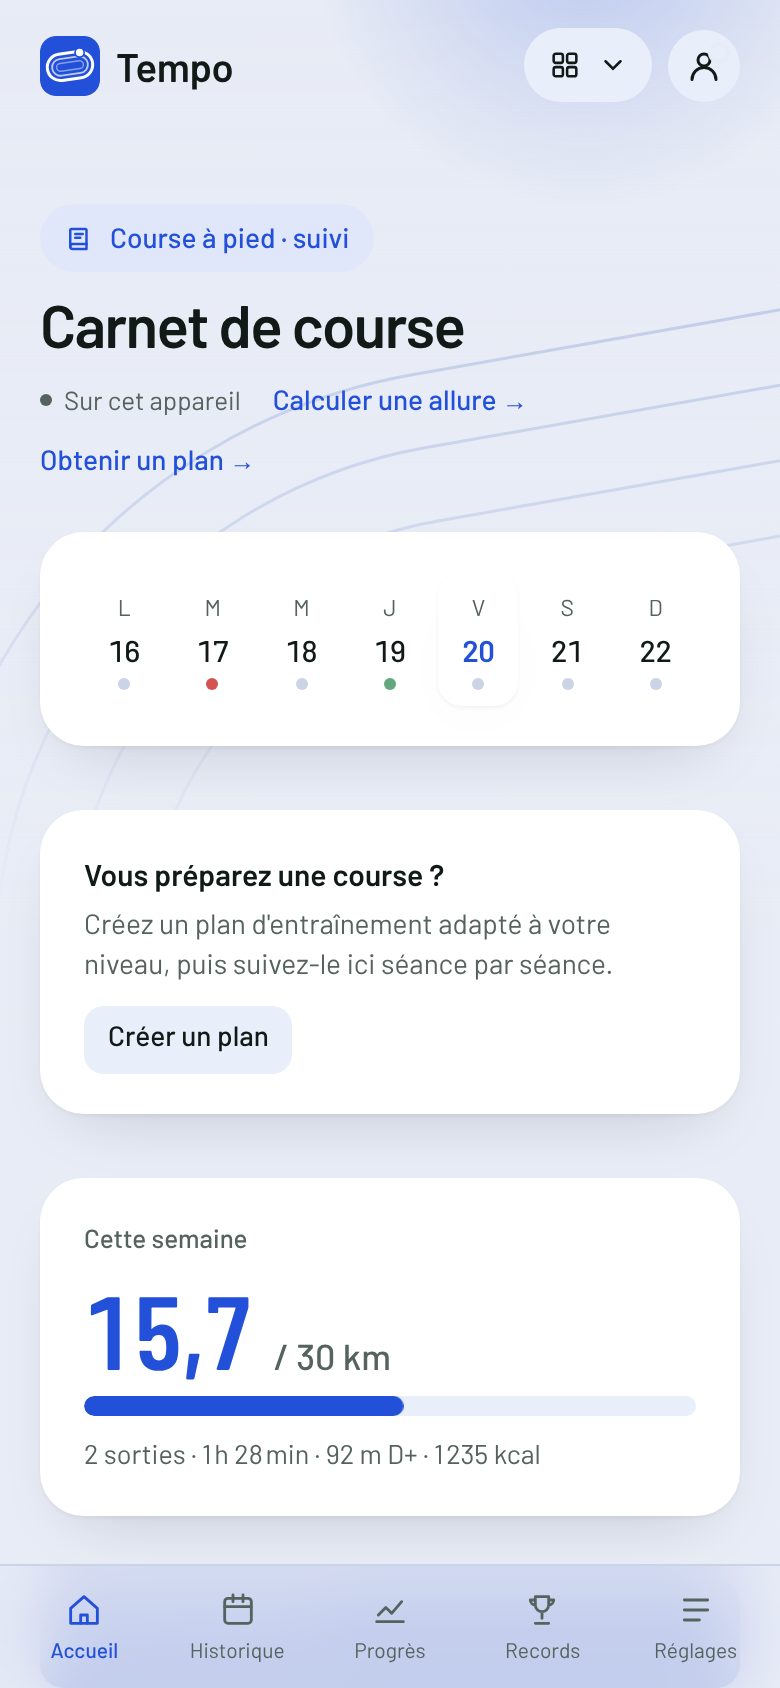 Tempo
Course à pied · suivi
Carnet de course
Sur cet appareil Calculer une allure →
Obtenir un plan →
L M M J V S D
16 17 18 19 20 21 22
Vous préparez une course ?
Créez un plan d'entraînement adapté à votre
niveau, puis suivez-le ici séance par séance.
Créer un plan
Cette semaine
15,7 / 30 km
2 sorties · 1 h 28 min · 92 m D+ · 1 235 kcal
Accueil Historique Progrès Records Réglages